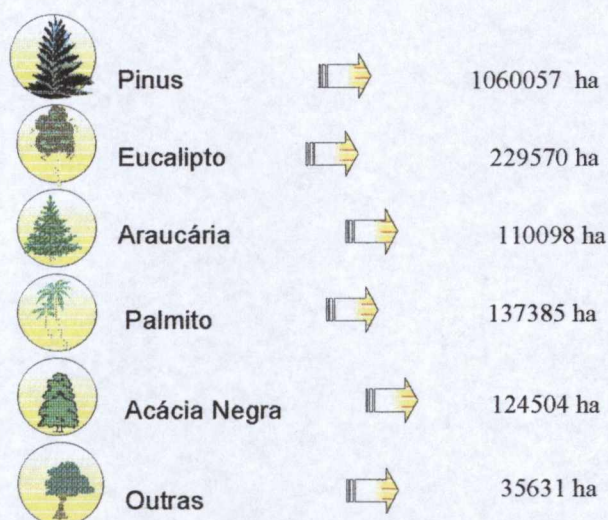 Pinus 1060057 ha
Eucalipto 229570 ha
Araucária 110098 ha
Palmito 137385 ha
Acácia Negra 124504 ha
Outras 35631 ha